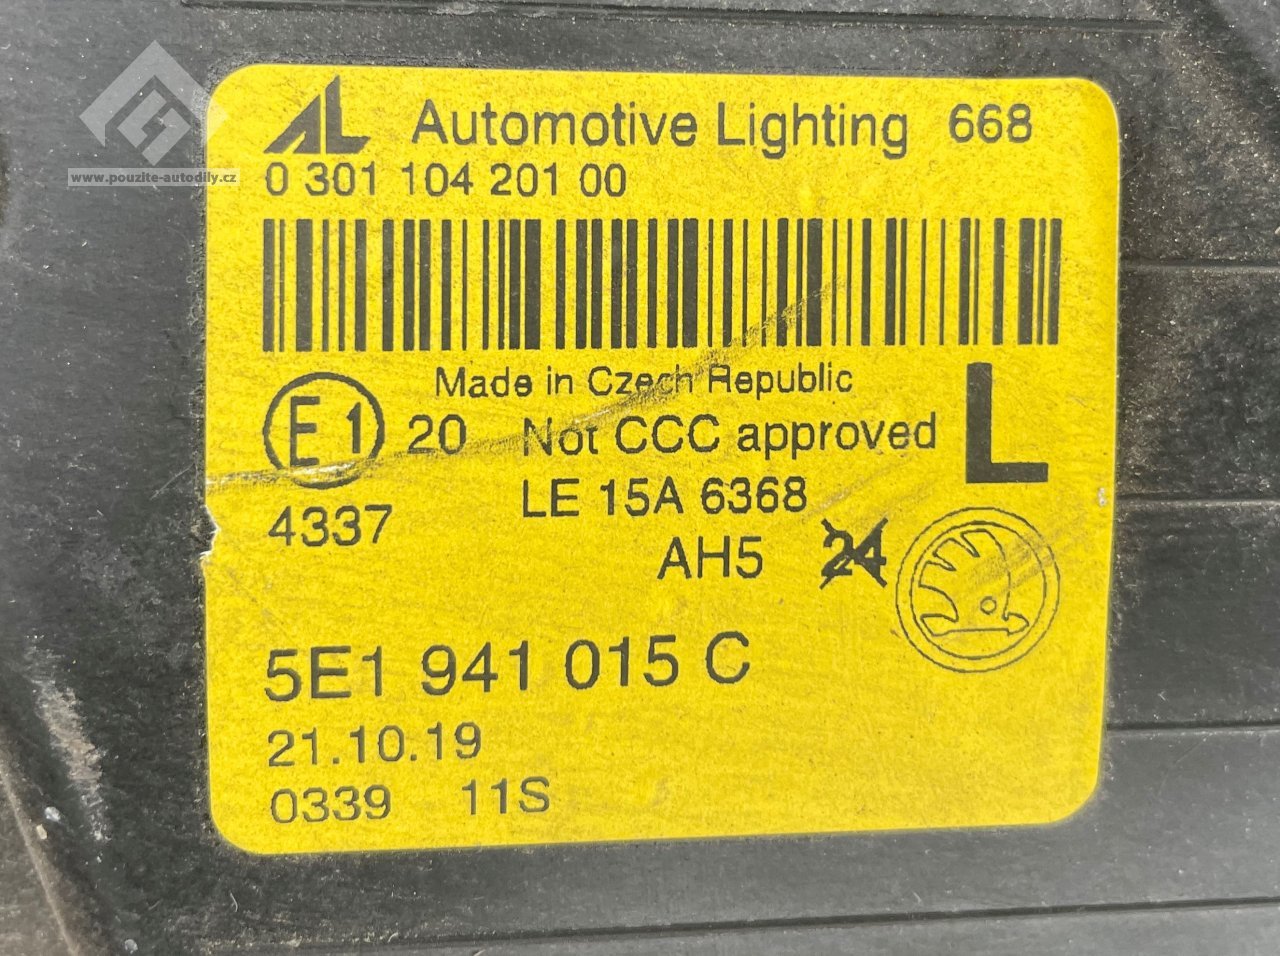 AL Automotive Lighting 668
0 301 104 201 00
www.pouzite-autodily.cz
Made in Czech Republic
E1 20 Not CCC approved L
LE 15A 6368
4337
AH5 24
5E1 941 015 C
21.10.19
0339 11S